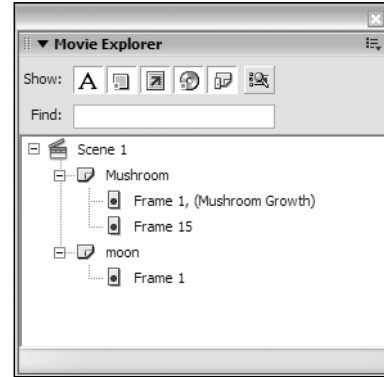 Movie Explorer
Show: A
Find:
Scene 1
Mushroom
Frame 1, (Mushroom Growth)
Frame 15
moon
Frame 1